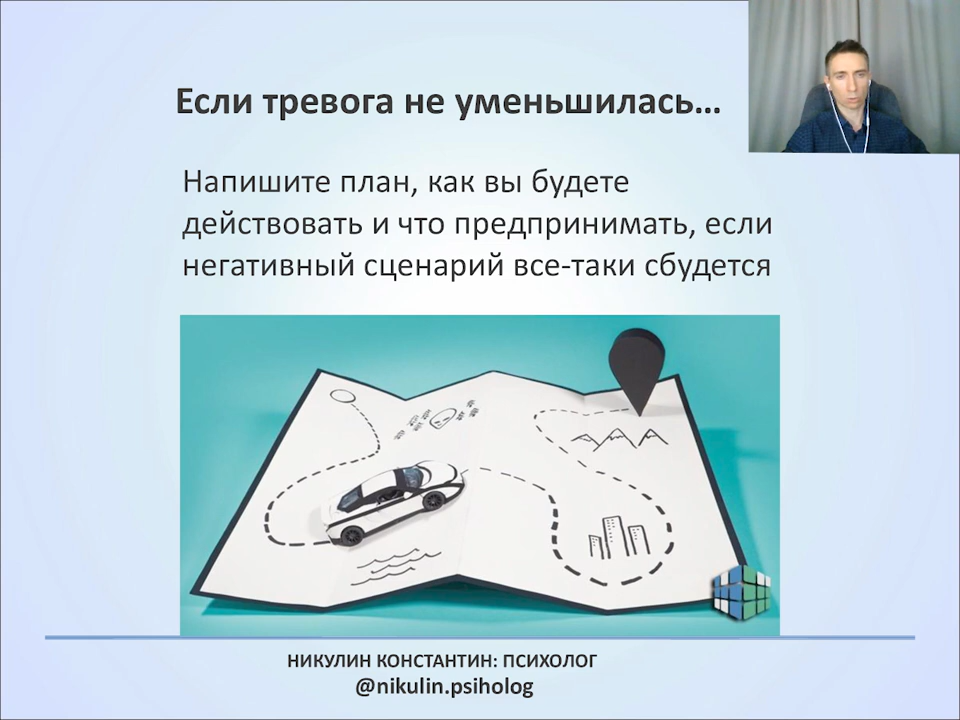 Если тревога не уменьшилась...
Напишите план, как вы будете
действовать и что предпринимать, если
негативный сценарий все-таки сбудется
НИКУЛИН КОНСТАНТИН: ПСИХОЛОГ
@nikulin.psiholog